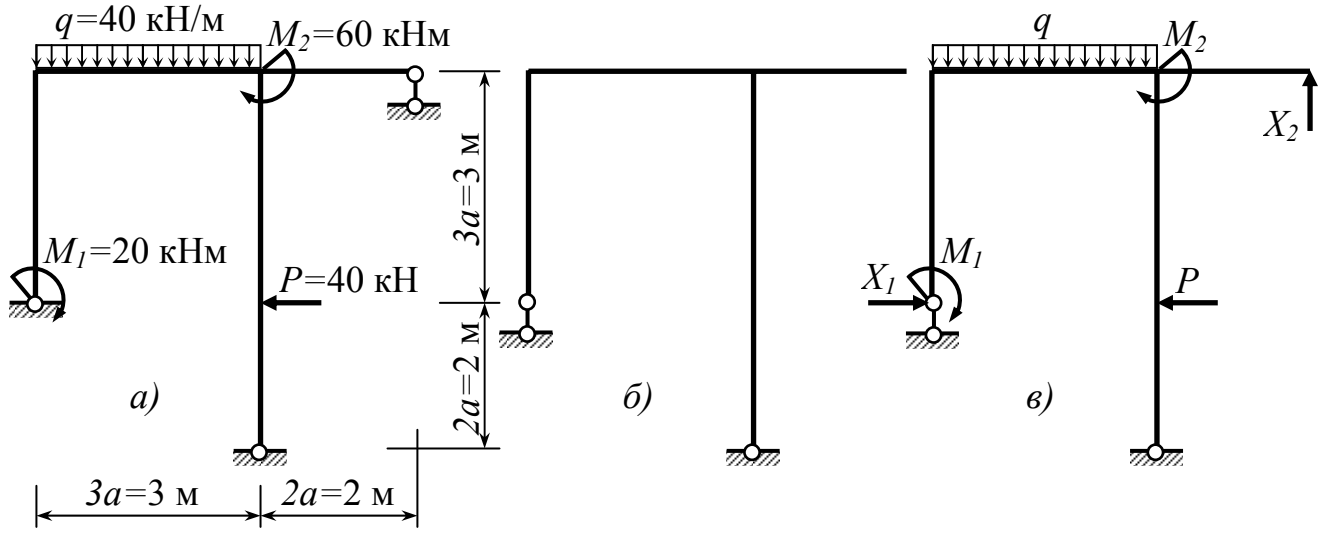 q=40 кН/м
M₂=60 кНм
M₁=20 кНм
P=40 кН
3a=3 м
2a=2 м
3a=3 м
2a=2 м
а)
б)
q
M₂
X₂
M₁
X₁
P
в)